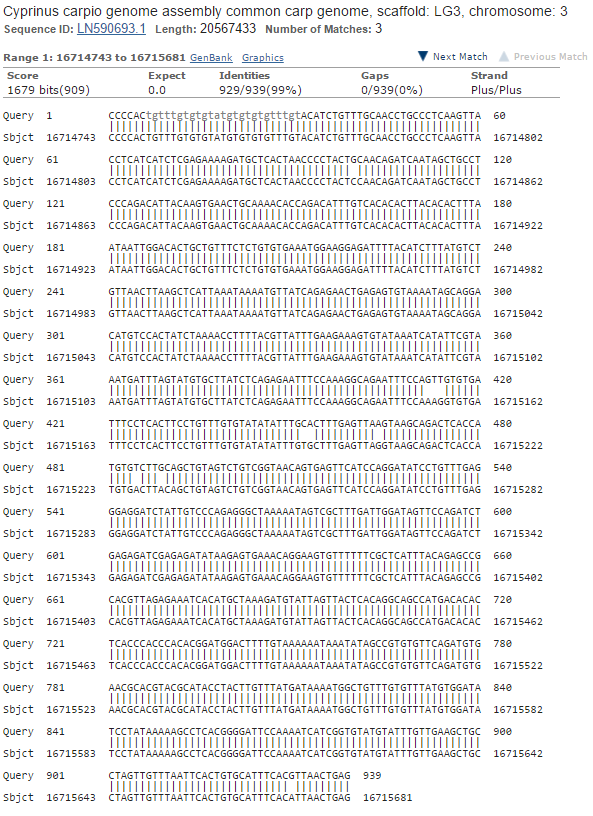 Cyprinus carpio genome assembly common carp genome, scaffold: LG3, chromosome: 3
Sequence ID: LN590693.1 Length: 20567433 Number of Matches: 3
Range 1: 16714743 to 16715681 GenBank Graphics Next Match Previous Match
Score Expect Identities Gaps Strand
1679 bits(909) 0.0 929/939(99%) 0/939(0%) Plus/Plus
Query 1 CCCCACtgtttgtgtgtatgtgtgtgtttgtACATCTGTTTGCAACCTGCCCTCAAGTTA 60
Sbjct 16714743 CCCCACTGTTTGTGTGTATGTGTGTGTTTGTACATCTGTTTGCAACCTGCCCTCAAGTTA 16714802
Query 61 CCTCATCATCTCGAGAAAAGATGCTCACTAACCCCTACTGCAACAGATCAATAGCTGCCT 120
Sbjct 16714803 CCTCATCATCTCGAGAAAAGATGCTCACTAACCCCTACTCCAACAGATCAATAGCTGCCT 16714862
Query 121 CCCAGACATTACAAGTGAACTGCAAAACACCAGACATTTGTCACACACTTACACACTTTA 180
Sbjct 16714863 CCCAGACATTACAAGTGAACTGCAAAACACCAGACATTTGTCACACACTTACACACTTTA 16714922
Query 181 ATAATTGGACACTGCTGTTTCTCTGTGTGAAATGGAAGGAGATTTTACATCTTTATGTCT 240
Sbjct 16714923 ATAATTGGACACTGCTGTTTCTCTGTGTGAAATGGAAGGAGATTTTACATCTTTATGTCT 16714982
Query 241 GTTAACTTAAGCTCATTAAATAAAATGTTATCAGAGAACTGAGAGTGTAAAATAGCAGGA 300
Sbjct 16714983 GTTAACTTAAGCTCATTAAATAAAATGTTATCAGAGAACTGAGAGTGTAAAATAGCAGGA 16715042
Query 301 CATGTCCACTATCTAAAACCTTTTACGTTATTTGAAGAAAGTGTATAAATCATATTCGTA 360
Sbjct 16715043 CATGTCCACTATCTAAAACCTTTTACGTTATTTGAAGAAAGTGTATAAATCATATTCGTA 16715102
Query 361 AATGATTTAGTATGTGCTTATCTCAGAGAATTTCCAAAGGCAGAATTTCCAGTTGTGTGA 420
Sbjct 16715103 AATGATTTAGTATGTGCTTATCTCAGAGAATTTCCAAAGGCAGAATTTCCAAAGGTGTGA 16715162
Query 421 TTTCCTCACTTCCTGTTTGTGTATATATTTGCACTTTGAGTTAAGTAAGCAGACTCACCA 480
Sbjct 16715163 TTTCCTCACTTCCTGTTTGTGTATATATTTGTGCTTTGAGTTAGGTAAGCAGACTCACCA 16715222
Query 481 TGTGTCTTGCAGCTGTAGTCTGTCGGTAACAGTGAGTTCATCCAGGATATCCTGTTTGAG 540
Sbjct 16715223 TGTGACTTACAGCTGTAGTCTGTCGGTAACAGTGAGTTCATCCAGGATATCCTGTTTGAG 16715282
Query 541 GGAGGATCTATTGTCCCAGAGGGCTAAAAATAGTCGCTTTGATTGGATAGTTCCAGATCT 600
Sbjct 16715283 GGAGGATCTATTGTCCCAGAGGGCTAAAAATAGTCGCTTTGATTGGATAGTTCCAGATCT 16715342
Query 601 GAGAGATCGAGAGATATAAGAGTGAAACAGGAAGTGTTTTTTCGCTCATTTACAGAGCCG 660
Sbjct 16715343 GAGAGATCGAGAGATATAAGAGTGAAACAGGAAGTGTTTTTTCGCTCATTTACAGAGCCG 16715402
Query 661 CACGTTAGAGAAATCACATGCTAAAGATGTATTAGTTACTCACAGGCAGCCATGACACAC 720
Sbjct 16715403 CACGTTAGAGAAATCACATGCTAAAGATGTATTAGTTACTCACAGGCAGCCATGACACAC 16715462
Query 721 TCACCCACCCACACGGATGGACTTTTGTAAAAAATAAATATAGCCGTGTGTTCAGATGTG 780
Sbjct 16715463 TCACCCACCCACACGGATGGACTTTTGTAAAAAATAAATATAGCCGTGTGTTCAGATGTG 16715522
Query 781 AACGCACGTACGCATACCTACTTGTTTATGATAAAATGGCTGTTTGTGTTTATGTGGATA 840
Sbjct 16715523 AACGCACGTACGCATACCTACTTGTTTATGATAAAATGGCTGTTTGTGTTTATGTGGATA 16715582
Query 841 TCCTATAAAAAGCCTCACGGGGATTCCAAAATCATCGGTGTATGTATTTGTTGAAGCTGC 900
Sbjct 16715583 TCCTATAAAAAGCCTCACGGGGATTCCAAAATCATCGGTGTATGTATTTGTTGAAGCTGC 16715642
Query 901 CTAGTTGTTTAATTCACTGTGCATTTCACGTTAACTGAG 939
Sbjct 16715643 CTAGTTGTTTAATTCACTGTGCATTTCACATTAACTGAG 16715681